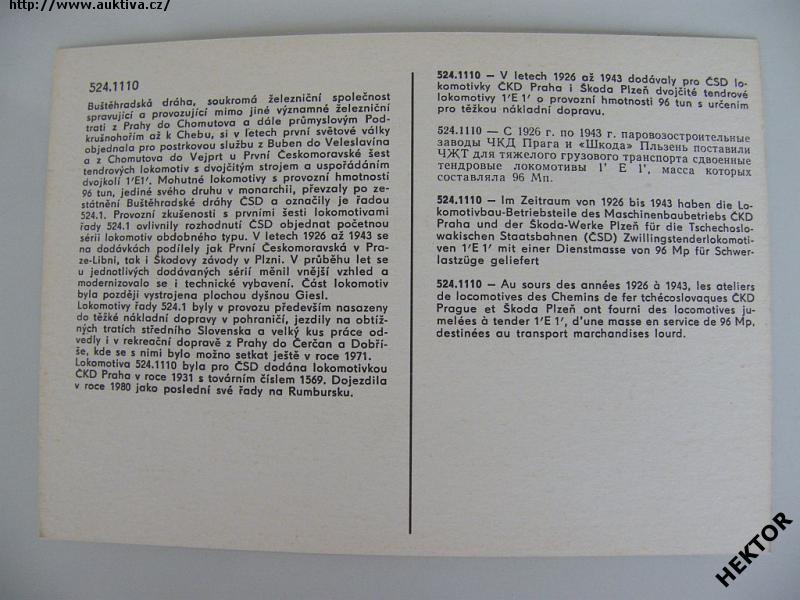 http://www.auktiva.cz/
524.1110
Buštěhradská dráha, soukromá železniční společnost
spravující a provozující mimo jiné významné železniční
trati z Prahy do Chomutova a dále průmyslovým Pod-
krušnohořím až k Chebu, si v letech první světové války
objednala pro postrkovou službu z Buben do Veleslavína
a z Chomutova do Vejprt u První Českomoravské šest
tendrových lokomotiv s dvojčitým strojem a uspořádáním
dvojkolí 1'E1'. Mohutné lokomotivy s provozní hmotností
96 tun, jediné svého druhu v monarchii, převzaly po ze-
státnění Buštěhradské dráhy ČSD a označily je řadou
524.1. Provozní zkušenosti s prvními šesti lokomotivami
řady 524.1 ovlivnily rozhodnutí ČSD objednat početnou
sérii lokomotiv obdobného typu. V letech 1926 až 1943 se
na dodávkách podílely jak První Českomoravská v Pra-
ze-Libni, tak i Škodovy závody v Plzni. V průběhu let se
u jednotlivých dodávaných sérií měnil vnější vzhled a
modernizovalo se i technické vybavení. Část lokomotiv
byla později vystrojena plochou dyšnou Giesl.
Lokomotivy řady 524.1 byly v provozu především nasazeny
do těžké nákladní dopravy v pohraničí, jezdily na obtíž-
ných tratích středního Slovenska a velký kus práce od-
vedly i v rekreační dopravě z Prahy do Čerčan a Dobří-
še, kde se s nimi bylo možno setkat ještě v roce 1971.
Lokomotiva 524.1110 byla pro ČSD dodána lokomotivkou
ČKD Praha v roce 1931 s továrním číslem 1569. Dojezdila
v roce 1980 jako poslední své řady na Rumbursku.
524.1110 — V letech 1926 až 1943 dodávaly pro ČSD lo-
komotivky ČKD Praha i Škoda Plzeň dvojčité tendrové
lokomotivy 1'E 1' o provozní hmotnosti 96 tun s určením
pro těžkou nákladní dopravu.
524.1110 — С 1926 г. по 1943 г. паровозостроительные
заводы ЧКД Прага и «Шкода» Пльзень поставили
ЧЖТ для тяжелого грузового транспорта сдвоенные
тендровые локомотивы 1' Е 1', масса которых
составляла 96 Мп.
524.1110 — Im Zeitraum von 1926 bis 1943 haben die Lo-
komotivbau-Betriebsteile des Maschinenbaubetriebs ČKD
Praha und der Škoda-Werke Plzeň für die Tschechoslo-
wakischen Staatsbahnen (ČSD) Zwillingstenderlokomoti-
ven 1'E 1' mit einer Dienstmasse von 96 Mp für Schwer-
lastzüge geliefert
524.1110 — Au sours des années 1926 à 1943, les ateliers
de locomotives des Chemins de fer tchécoslovaques ČKD
Prague et Škoda Plzeň ont fourni des locomotives ju-
melées à tender 1'E 1', d'une masse en service de 96 Mp,
destinées au transport marchandises lourd.
HEKTOR